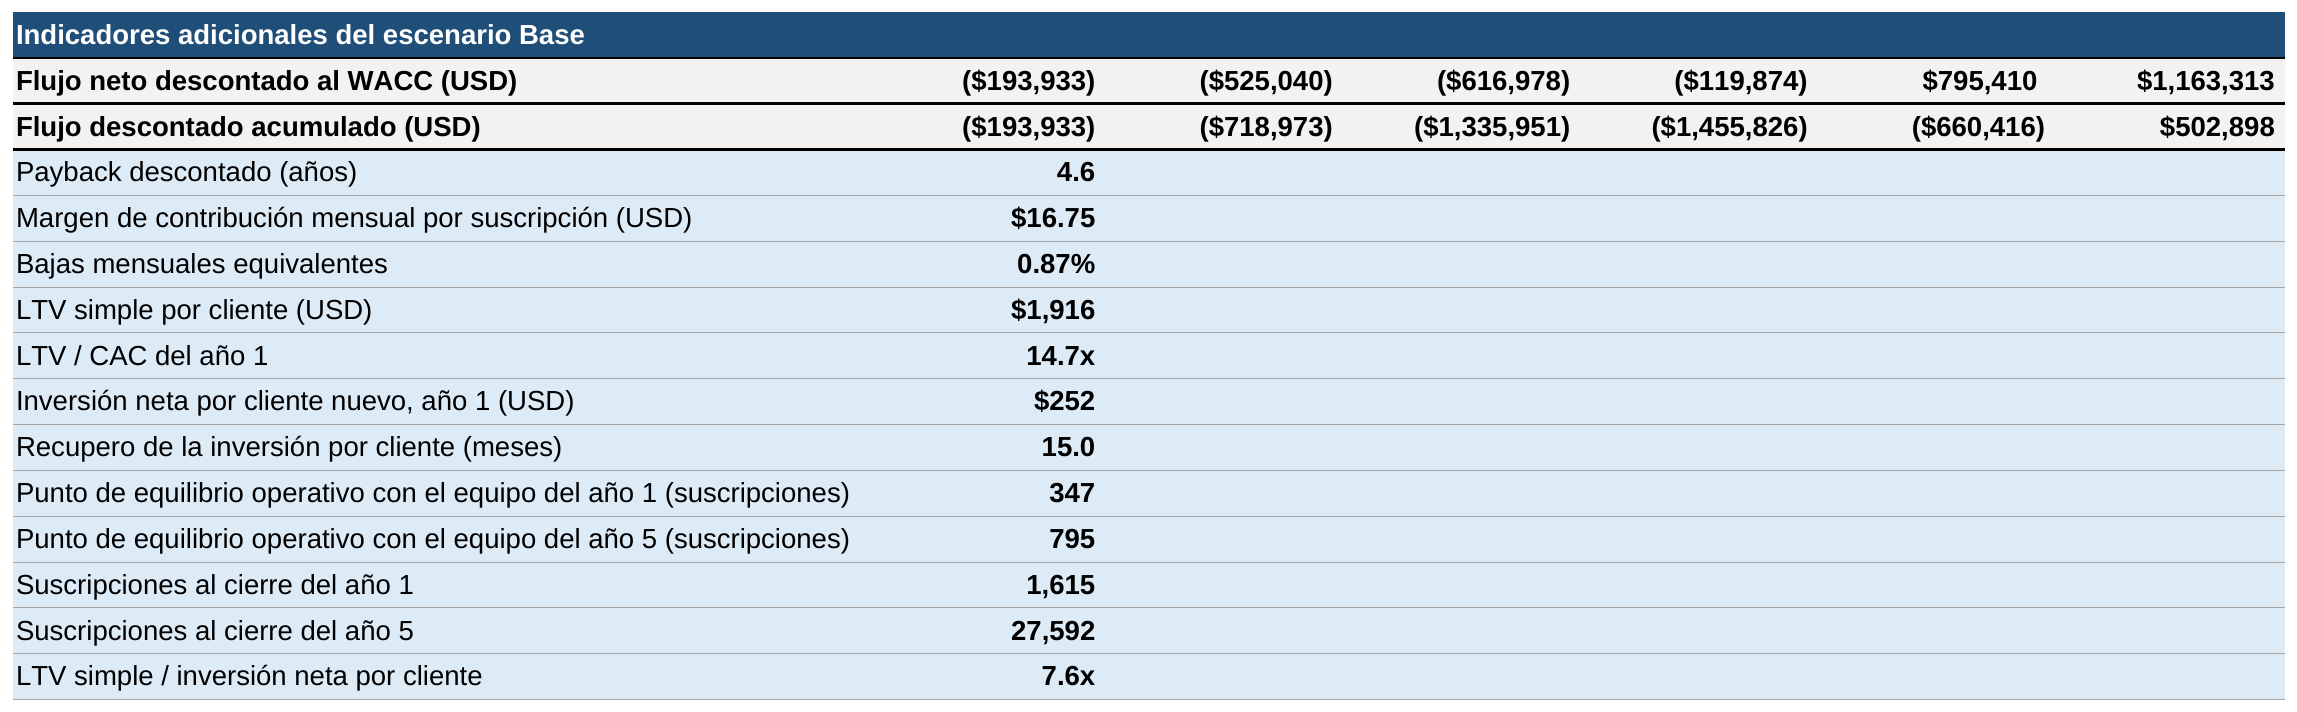 Indicadores adicionales del escenario Base
Flujo neto descontado al WACC (USD) ($193,933) ($525,040) ($616,978) ($119,874) $795,410 $1,163,313
Flujo descontado acumulado (USD) ($193,933) ($718,973) ($1,335,951) ($1,455,826) ($660,416) $502,898
Payback descontado (años) 4.6
Margen de contribución mensual por suscripción (USD) $16.75
Bajas mensuales equivalentes 0.87%
LTV simple por cliente (USD) $1,916
LTV / CAC del año 1 14.7x
Inversión neta por cliente nuevo, año 1 (USD) $252
Recupero de la inversión por cliente (meses) 15.0
Punto de equilibrio operativo con el equipo del año 1 (suscripciones) 347
Punto de equilibrio operativo con el equipo del año 5 (suscripciones) 795
Suscripciones al cierre del año 1 1,615
Suscripciones al cierre del año 5 27,592
LTV simple / inversión neta por cliente 7.6x